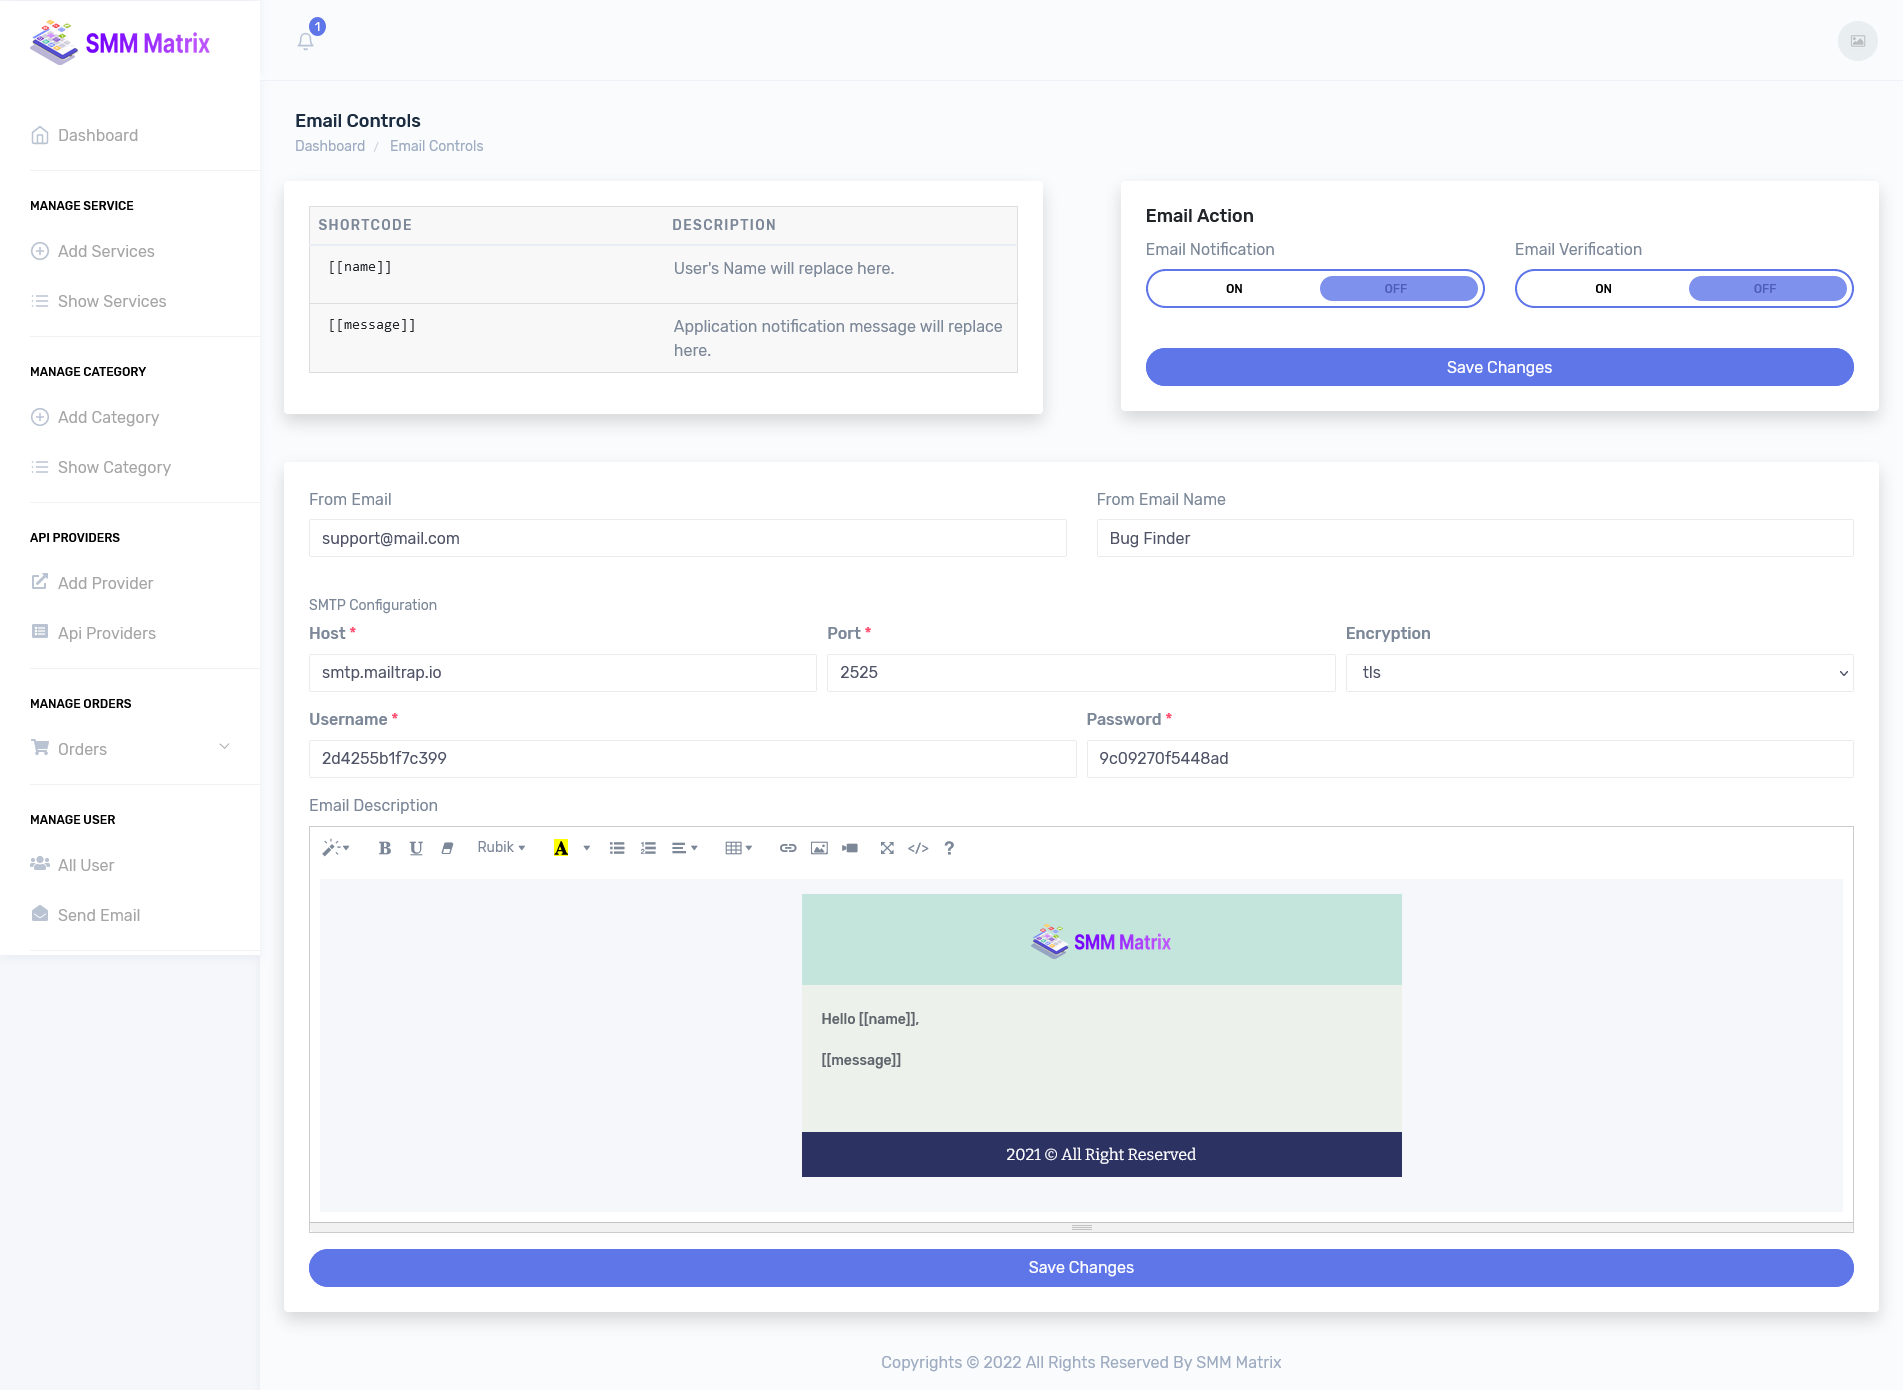 SMM Matrix
1
Dashboard
MANAGE SERVICE
Add Services
Show Services
MANAGE CATEGORY
Add Category
Show Category
API PROVIDERS
Add Provider
Api Providers
MANAGE ORDERS
Orders
MANAGE USER
All User
Send Email
Email Controls
Dashboard / Email Controls
SHORTCODE DESCRIPTION
[[name]] User's Name will replace here.
[[message]] Application notification message will replace
here.
Email Action
Email Notification Email Verification
ON OFF ON OFF
Save Changes
From Email From Email Name
support@mail.com Bug Finder
SMTP Configuration
Host * Port * Encryption
smtp.mailtrap.io 2525 tls
Username * Password *
2d4255b1f7c399 9c09270f5448ad
Email Description
B U Rubik A </> ?
SMM Matrix
Hello [[name]],
[[message]]
2021 © All Right Reserved
Save Changes
Copyrights © 2022 All Rights Reserved By SMM Matrix